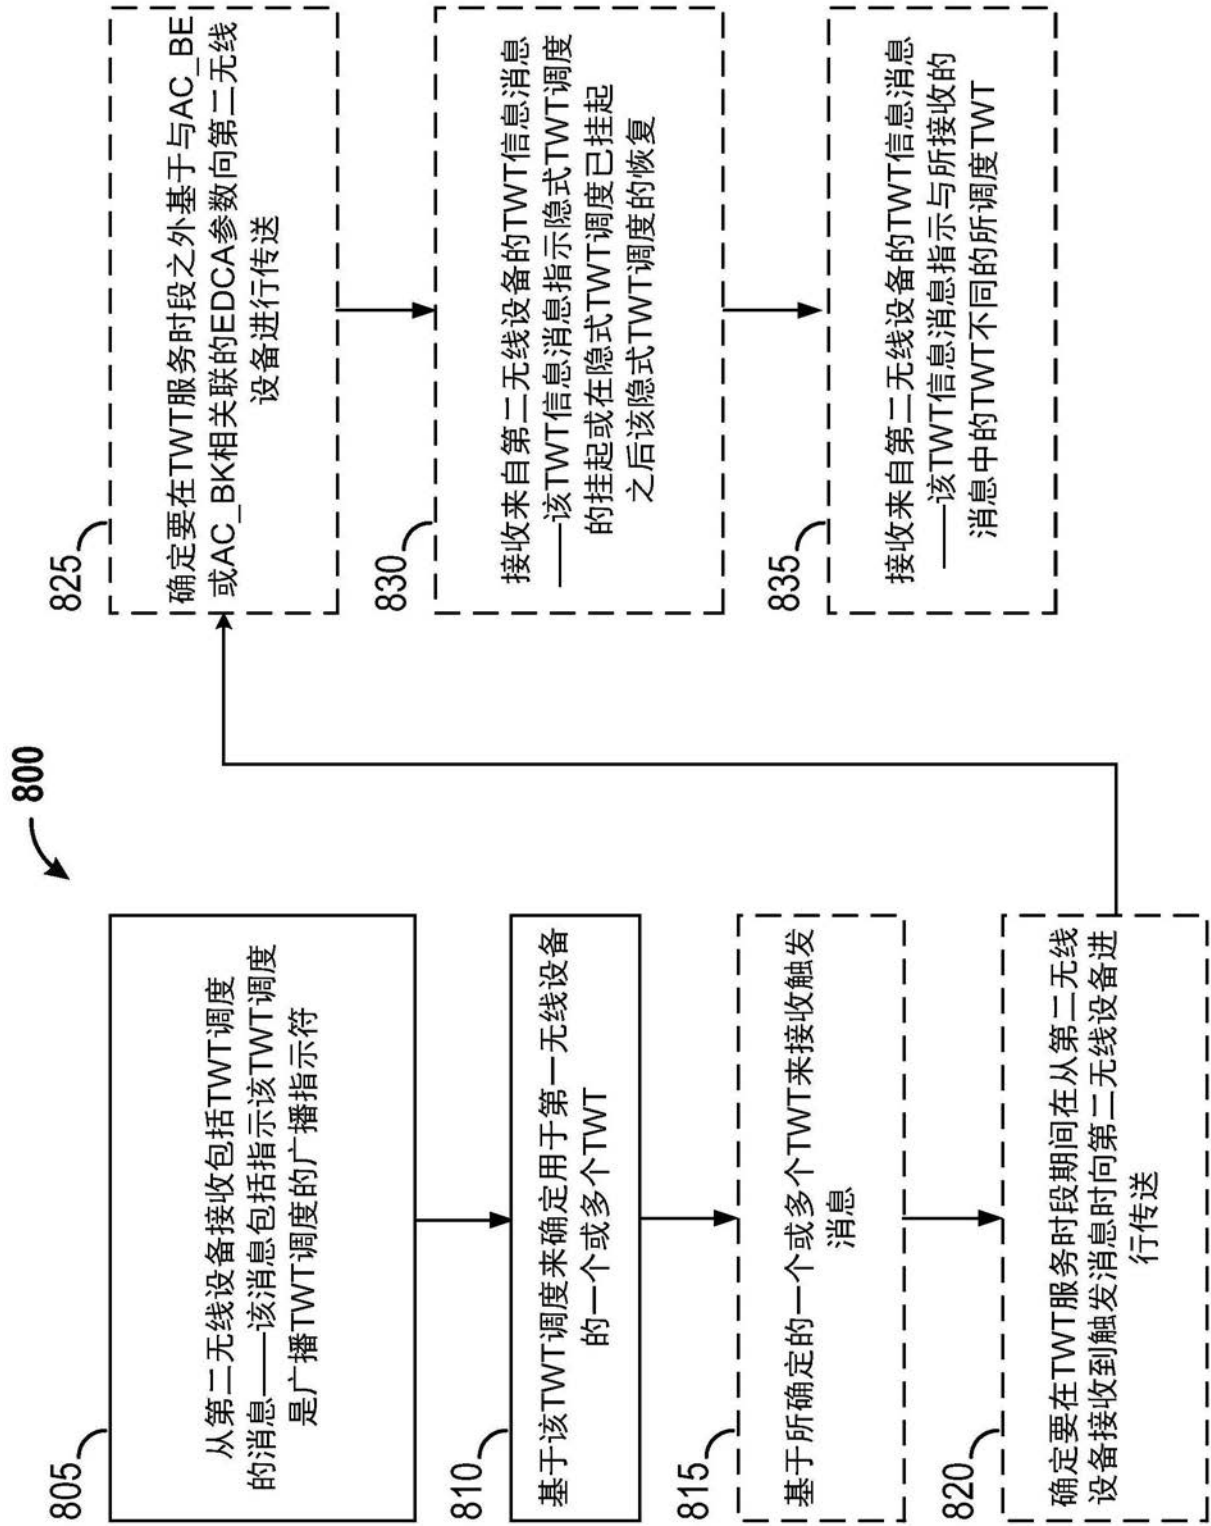 800
805
从第二无线设备接收包括TWT调度
的消息——该消息包括指示该TWT调度
是广播TWT调度的广播指示符
810
基于该TWT调度来确定用于第一无线设备
的一个或多个TWT
815
基于所确定的一个或多个TWT来接收触发
消息
820
确定要在TWT服务时段期间在从第二无线
设备接收到触发消息时向第二无线设备进
行传送
825
确定要在TWT服务时段之外基于与AC_BE
或AC_BK相关联的EDCA参数向第二无线
设备进行传送
830
接收来自第二无线设备的TWT信息消息
——该TWT信息消息指示隐式TWT调度
的挂起或在隐式TWT调度已挂起
之后该隐式TWT调度的恢复
835
接收来自第二无线设备的TWT信息消息
——该TWT信息消息指示与所接收的
消息中的TWT不同的所调度TWT